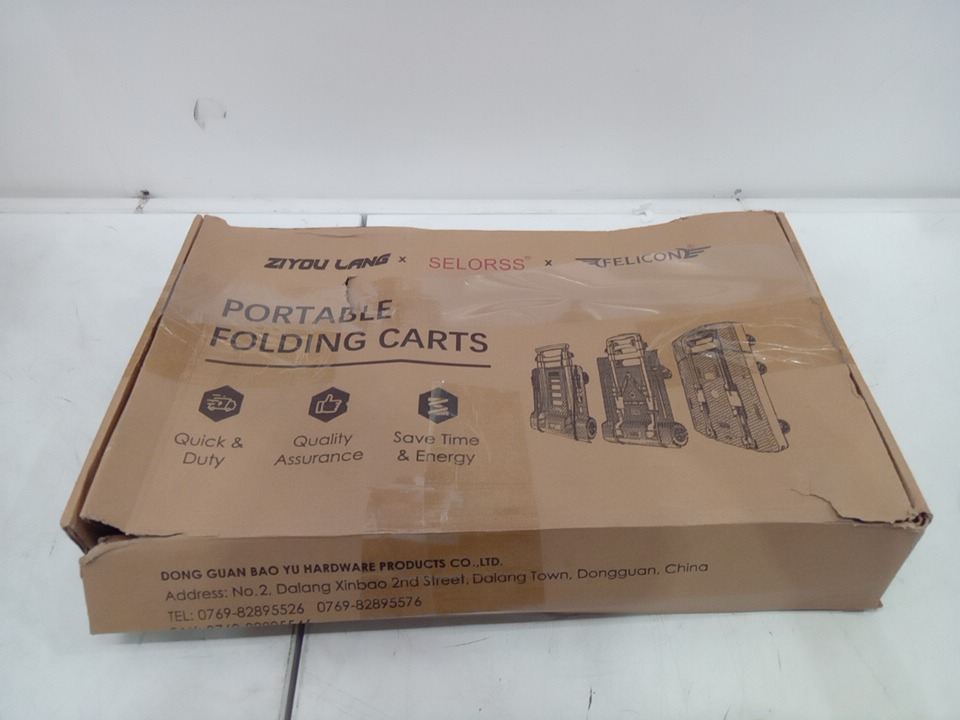 ZIYOU LANG × SELORSS® × FELICON®
PORTABLE
FOLDING CARTS
Quick &
Duty
Quality
Assurance
Save Time
& Energy
DONG GUAN BAO YU HARDWARE PRODUCTS CO.,LTD.
Address: No.2, Dalang Xinbao 2nd Street, Dalang Town, Dongguan, China
TEL: 0769-82895526 0769-82895576